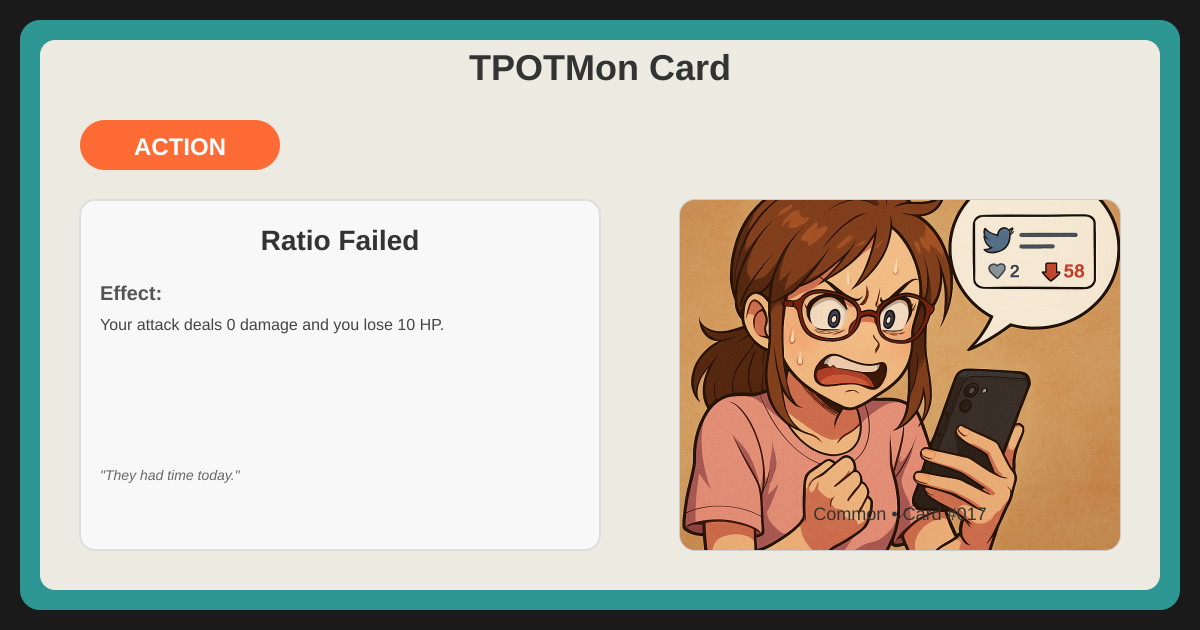 TPOTMon Card
ACTION
Ratio Failed
Effect:
Your attack deals 0 damage and you lose 10 HP.
"They had time today."
2 58
Common • Card #017